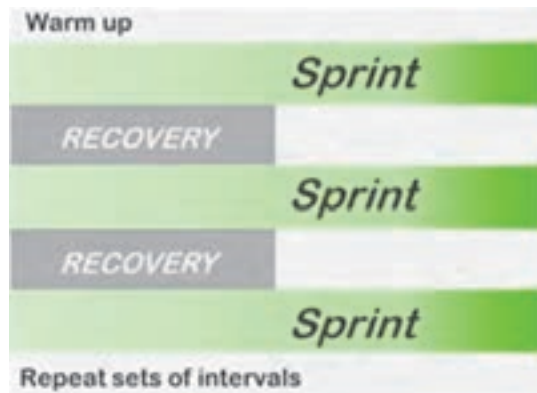 Warm up
Sprint
RECOVERY
Sprint
RECOVERY
Sprint
Repeat sets of intervals